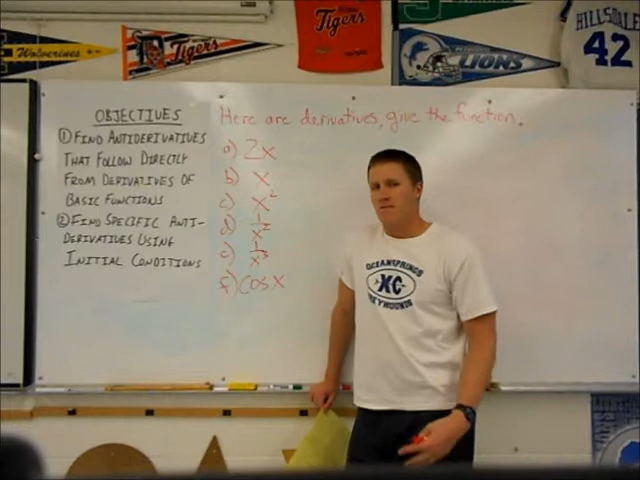 Wolverines
Tigers
Tigers
LIONS
HILLSDALE
42
OBJECTIVES
① FIND ANTIDERIVATIVES
THAT FOLLOW DIRECTLY
FROM DERIVATIVES OF
BASIC FUNCTIONS
② FIND SPECIFIC ANTI-
DERIVATIVES USING
INITIAL CONDITIONS
Here are derivatives, give the function.
a) 2x
b) x
c) x²
d) 1/x²
e) 1/x³
f) cos x
OCEAN SPRINGS
XC
GREYHOUNDS